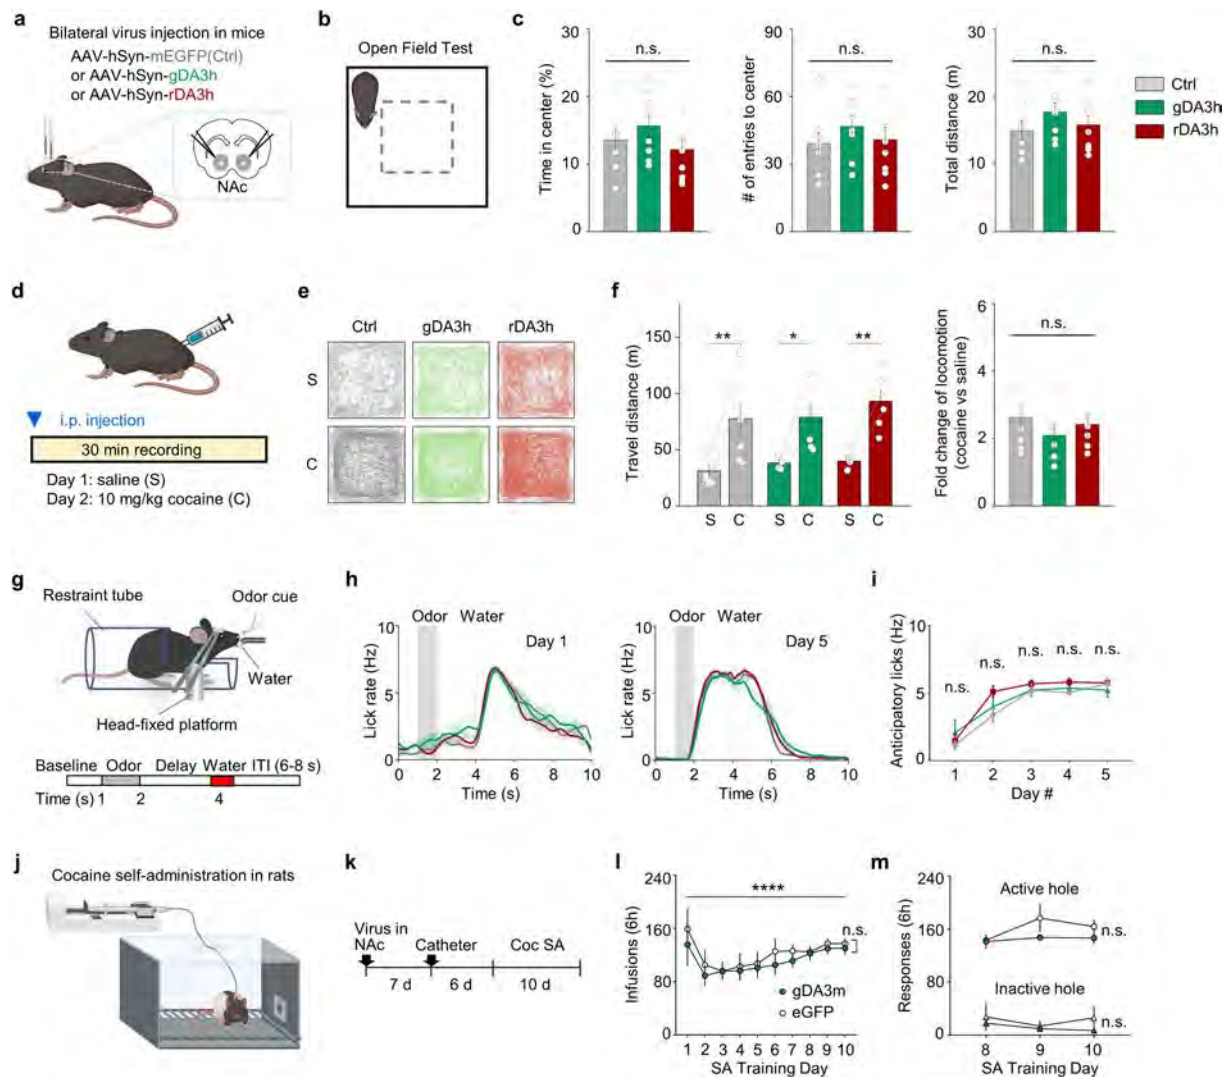 a
Bilateral virus injection in mice
AAV-hSyn-mEGFP(Ctrl)
or AAV-hSyn-gDA3h
or AAV-hSyn-rDA3h
NAc
b
Open Field Test
c
Time in center (%)
30
20
10
0
n.s.
# of entries to center
90
60
30
0
n.s.
Total distance (m)
30
20
10
0
n.s.
Ctrl
gDA3h
rDA3h
d
i.p. injection
30 min recording
Day 1: saline (S)
Day 2: 10 mg/kg cocaine (C)
e
Ctrl gDA3h rDA3h
S
C
f
Travel distance (m)
150
100
50
0
** * **
S C S C S C
Fold change of locomotion
(cocaine vs saline)
6
4
2
0
n.s.
g
Restraint tube
Odor cue
Water
Head-fixed platform
Baseline Odor Delay Water ITI (6-8 s)
Time (s) 1 2 4
h
Odor Water
Day 1
Lick rate (Hz)
10
5
0
0 2 4 6 8 10
Time (s)
Odor Water
Day 5
Lick rate (Hz)
10
5
0
0 2 4 6 8 10
Time (s)
i
Anticipatory licks (Hz)
10
5
0
n.s. n.s. n.s. n.s. n.s.
1 2 3 4 5
Day #
j
Cocaine self-administration in rats
k
Virus in
NAc
Catheter
Coc SA
7 d 6 d 10 d
l
Infusions (6h)
240
160
80
0
****
n.s.
gDA3m
eGFP
1 2 3 4 5 6 7 8 9 10
SA Training Day
m
Responses (6h)
240
160
80
0
Active hole
n.s.
Inactive hole
n.s.
8 9 10
SA Training Day